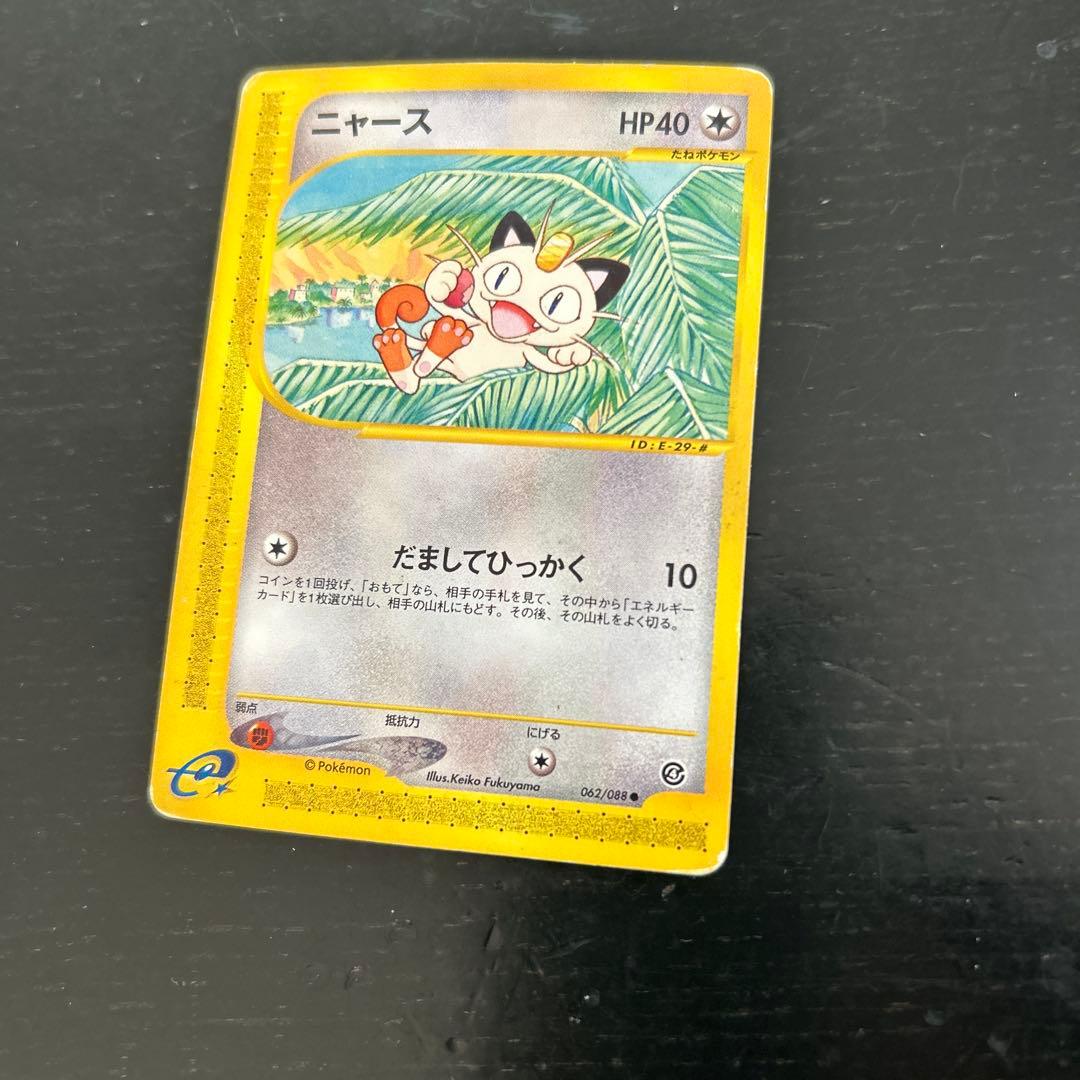 ニャース HP40
たねポケモン
ID:E-29-#
だましてひっかく 10
コインを1回投げ、「おもて」なら、相手の手札を見て、その中から「エネルギー
カード」を1枚選び出し、相手の山札にもどす。その後、その山札をよく切る。
弱点 抵抗力 にげる
© Pokémon Illus.Keiko Fukuyama 062/088 ●
e